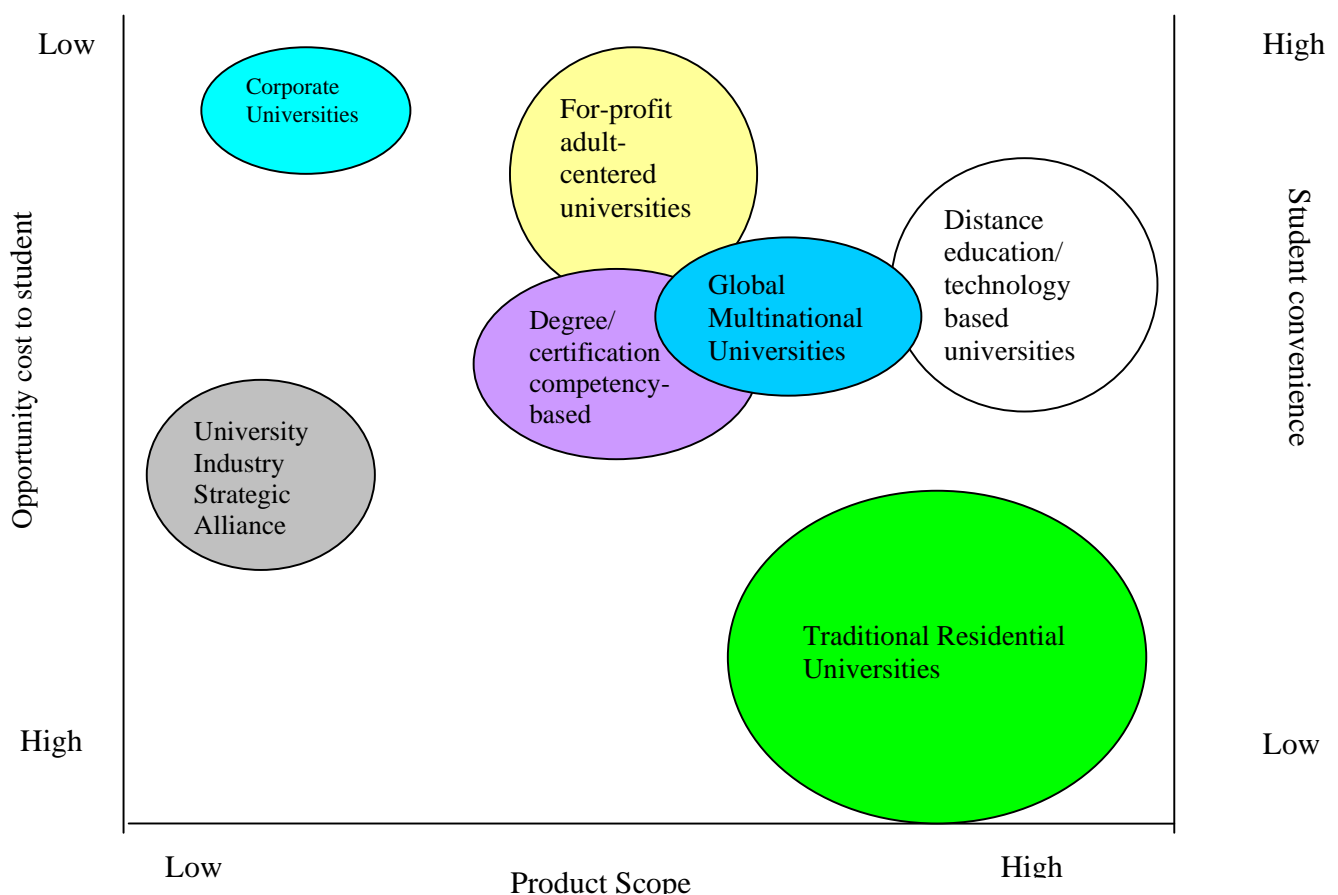 Low
High
Corporate
Universities
For-profit
adult-
centered
universities
Distance
education/
technology
based
universities
Opportunity cost to student
Student convenience
Global
Multinational
Universities
Degree/
certification
competency-
based
University
Industry
Strategic
Alliance
Traditional Residential
Universities
High
Low
Low
High
Product Scope